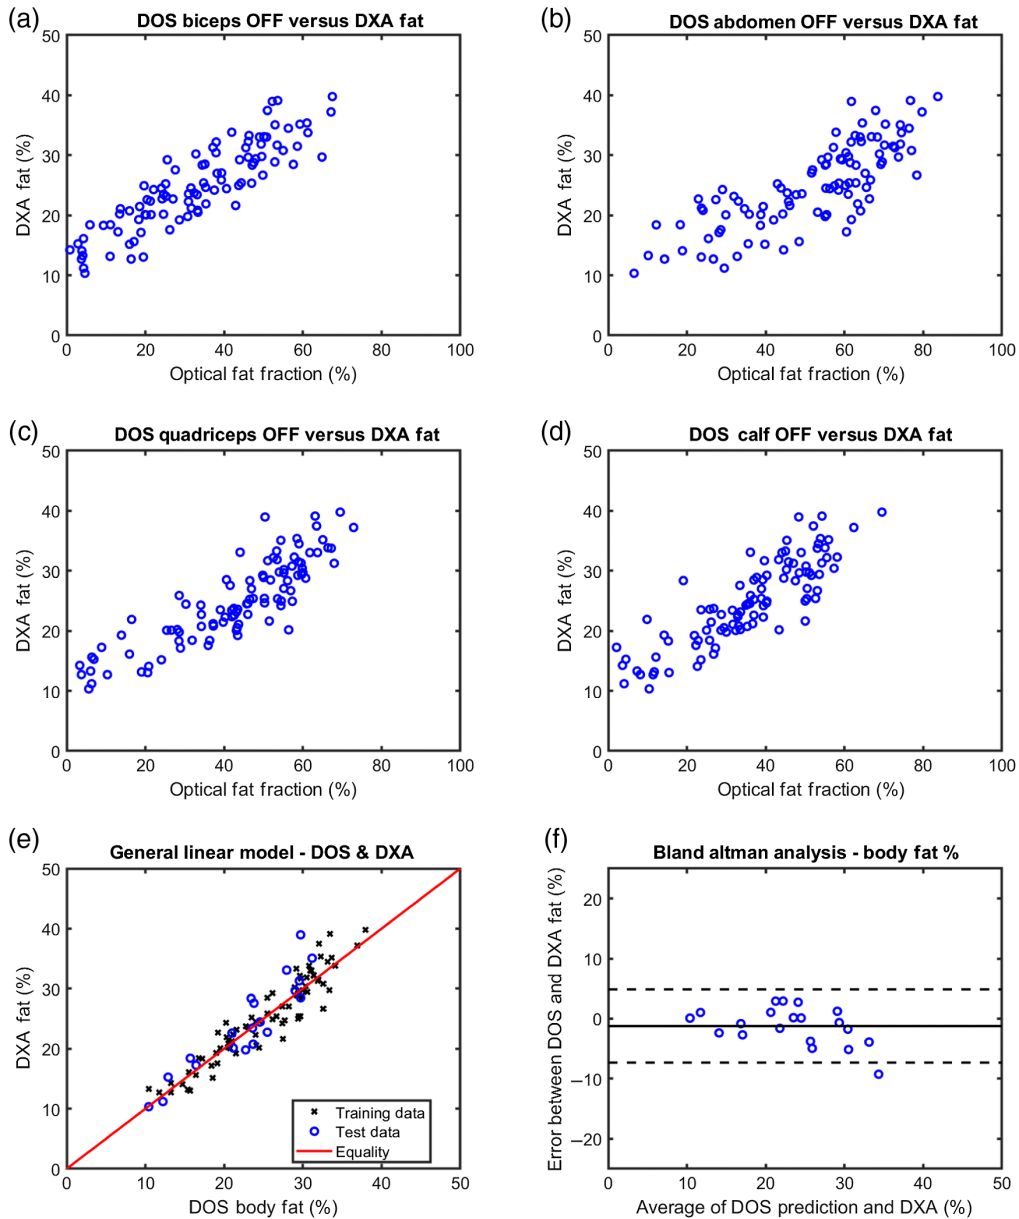 (a)
DOS biceps OFF versus DXA fat
50
40
30
20
10
0
DXA fat (%)
0 20 40 60 80 100
Optical fat fraction (%)
(b)
DOS abdomen OFF versus DXA fat
50
40
30
20
10
0
DXA fat (%)
0 20 40 60 80 100
Optical fat fraction (%)
(c)
DOS quadriceps OFF versus DXA fat
50
40
30
20
10
0
DXA fat (%)
0 20 40 60 80 100
Optical fat fraction (%)
(d)
DOS calf OFF versus DXA fat
50
40
30
20
10
0
DXA fat (%)
0 20 40 60 80 100
Optical fat fraction (%)
(e)
General linear model - DOS & DXA
50
40
30
20
10
0
DXA fat (%)
Training data
Test data
Equality
0 10 20 30 40 50
DOS body fat (%)
(f)
Bland altman analysis - body fat %
20
10
0
−10
−20
Error between DOS and DXA fat (%)
0 10 20 30 40 50
Average of DOS prediction and DXA (%)